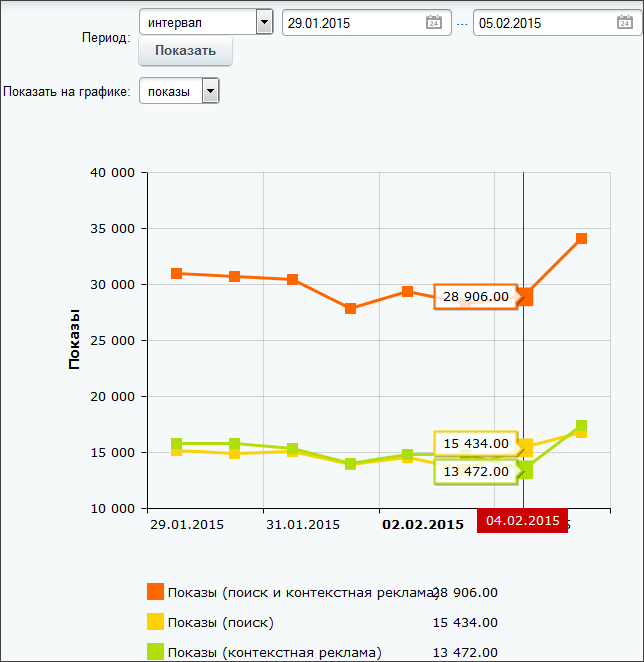 Период: интервал 29.01.2015 24 ... 05.02.2015 24
Показать
Показать на графике: показы
40 000
35 000
30 000
28 906.00
25 000
Показы
20 000
15 434.00
15 000
13 472.00
10 000
29.01.2015 31.01.2015 02.02.2015 04.02.2015 5
Показы (поиск и контекстная реклама) 28 906.00
Показы (поиск) 15 434.00
Показы (контекстная реклама) 13 472.00